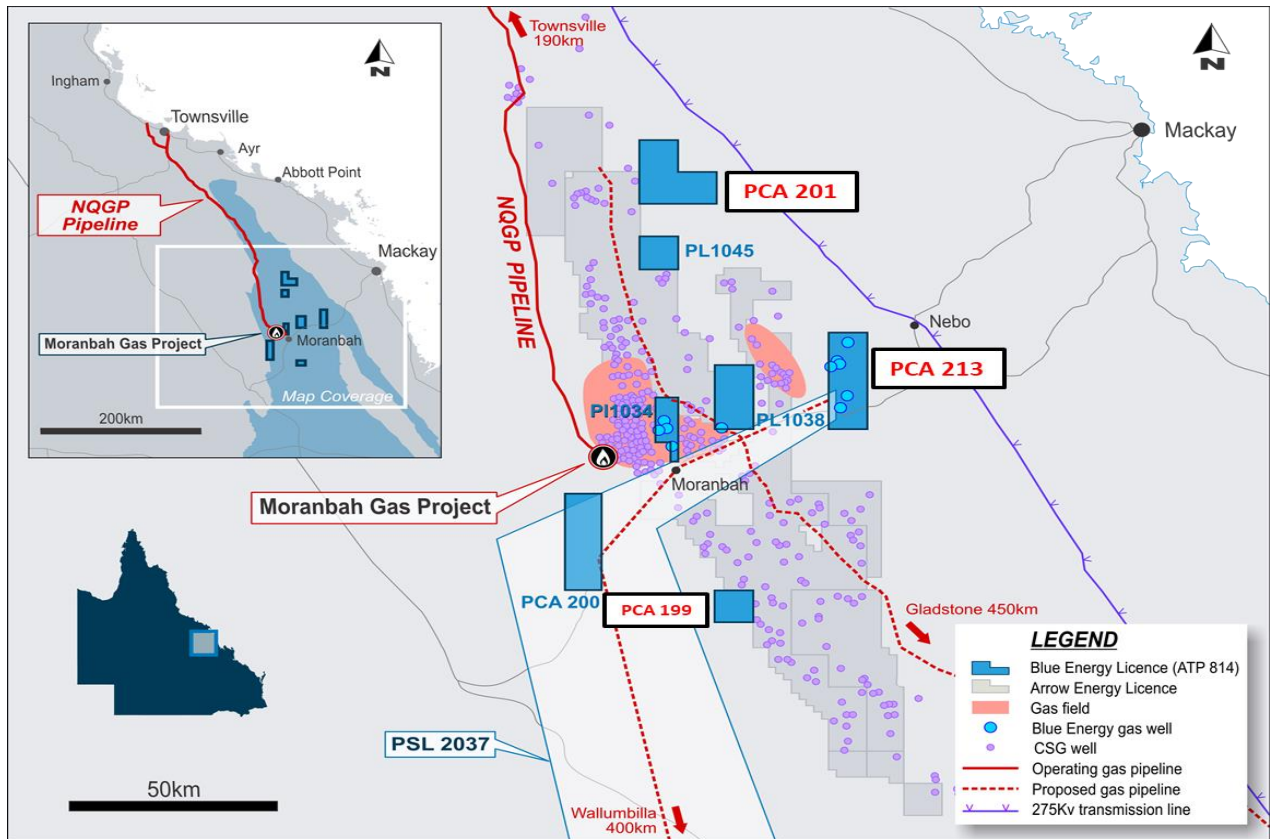 N
Ingham
Townsville
Ayr
Abbott Point
NQGP
Pipeline
Mackay
Moranbah Gas Project
Moranbah
Map Coverage
200km
Townsville
190km
N
Mackay
PCA 201
NQGP PIPELINE
PL1045
Nebo
PCA 213
PI1034
PL1038
Moranbah Gas Project
Moranbah
PCA 200
PCA 199
Gladstone 450km
PSL 2037
50km
Wallumbilla
400km
LEGEND
Blue Energy Licence (ATP 814)
Arrow Energy Licence
Gas field
Blue Energy gas well
CSG well
Operating gas pipeline
Proposed gas pipeline
275Kv transmission line